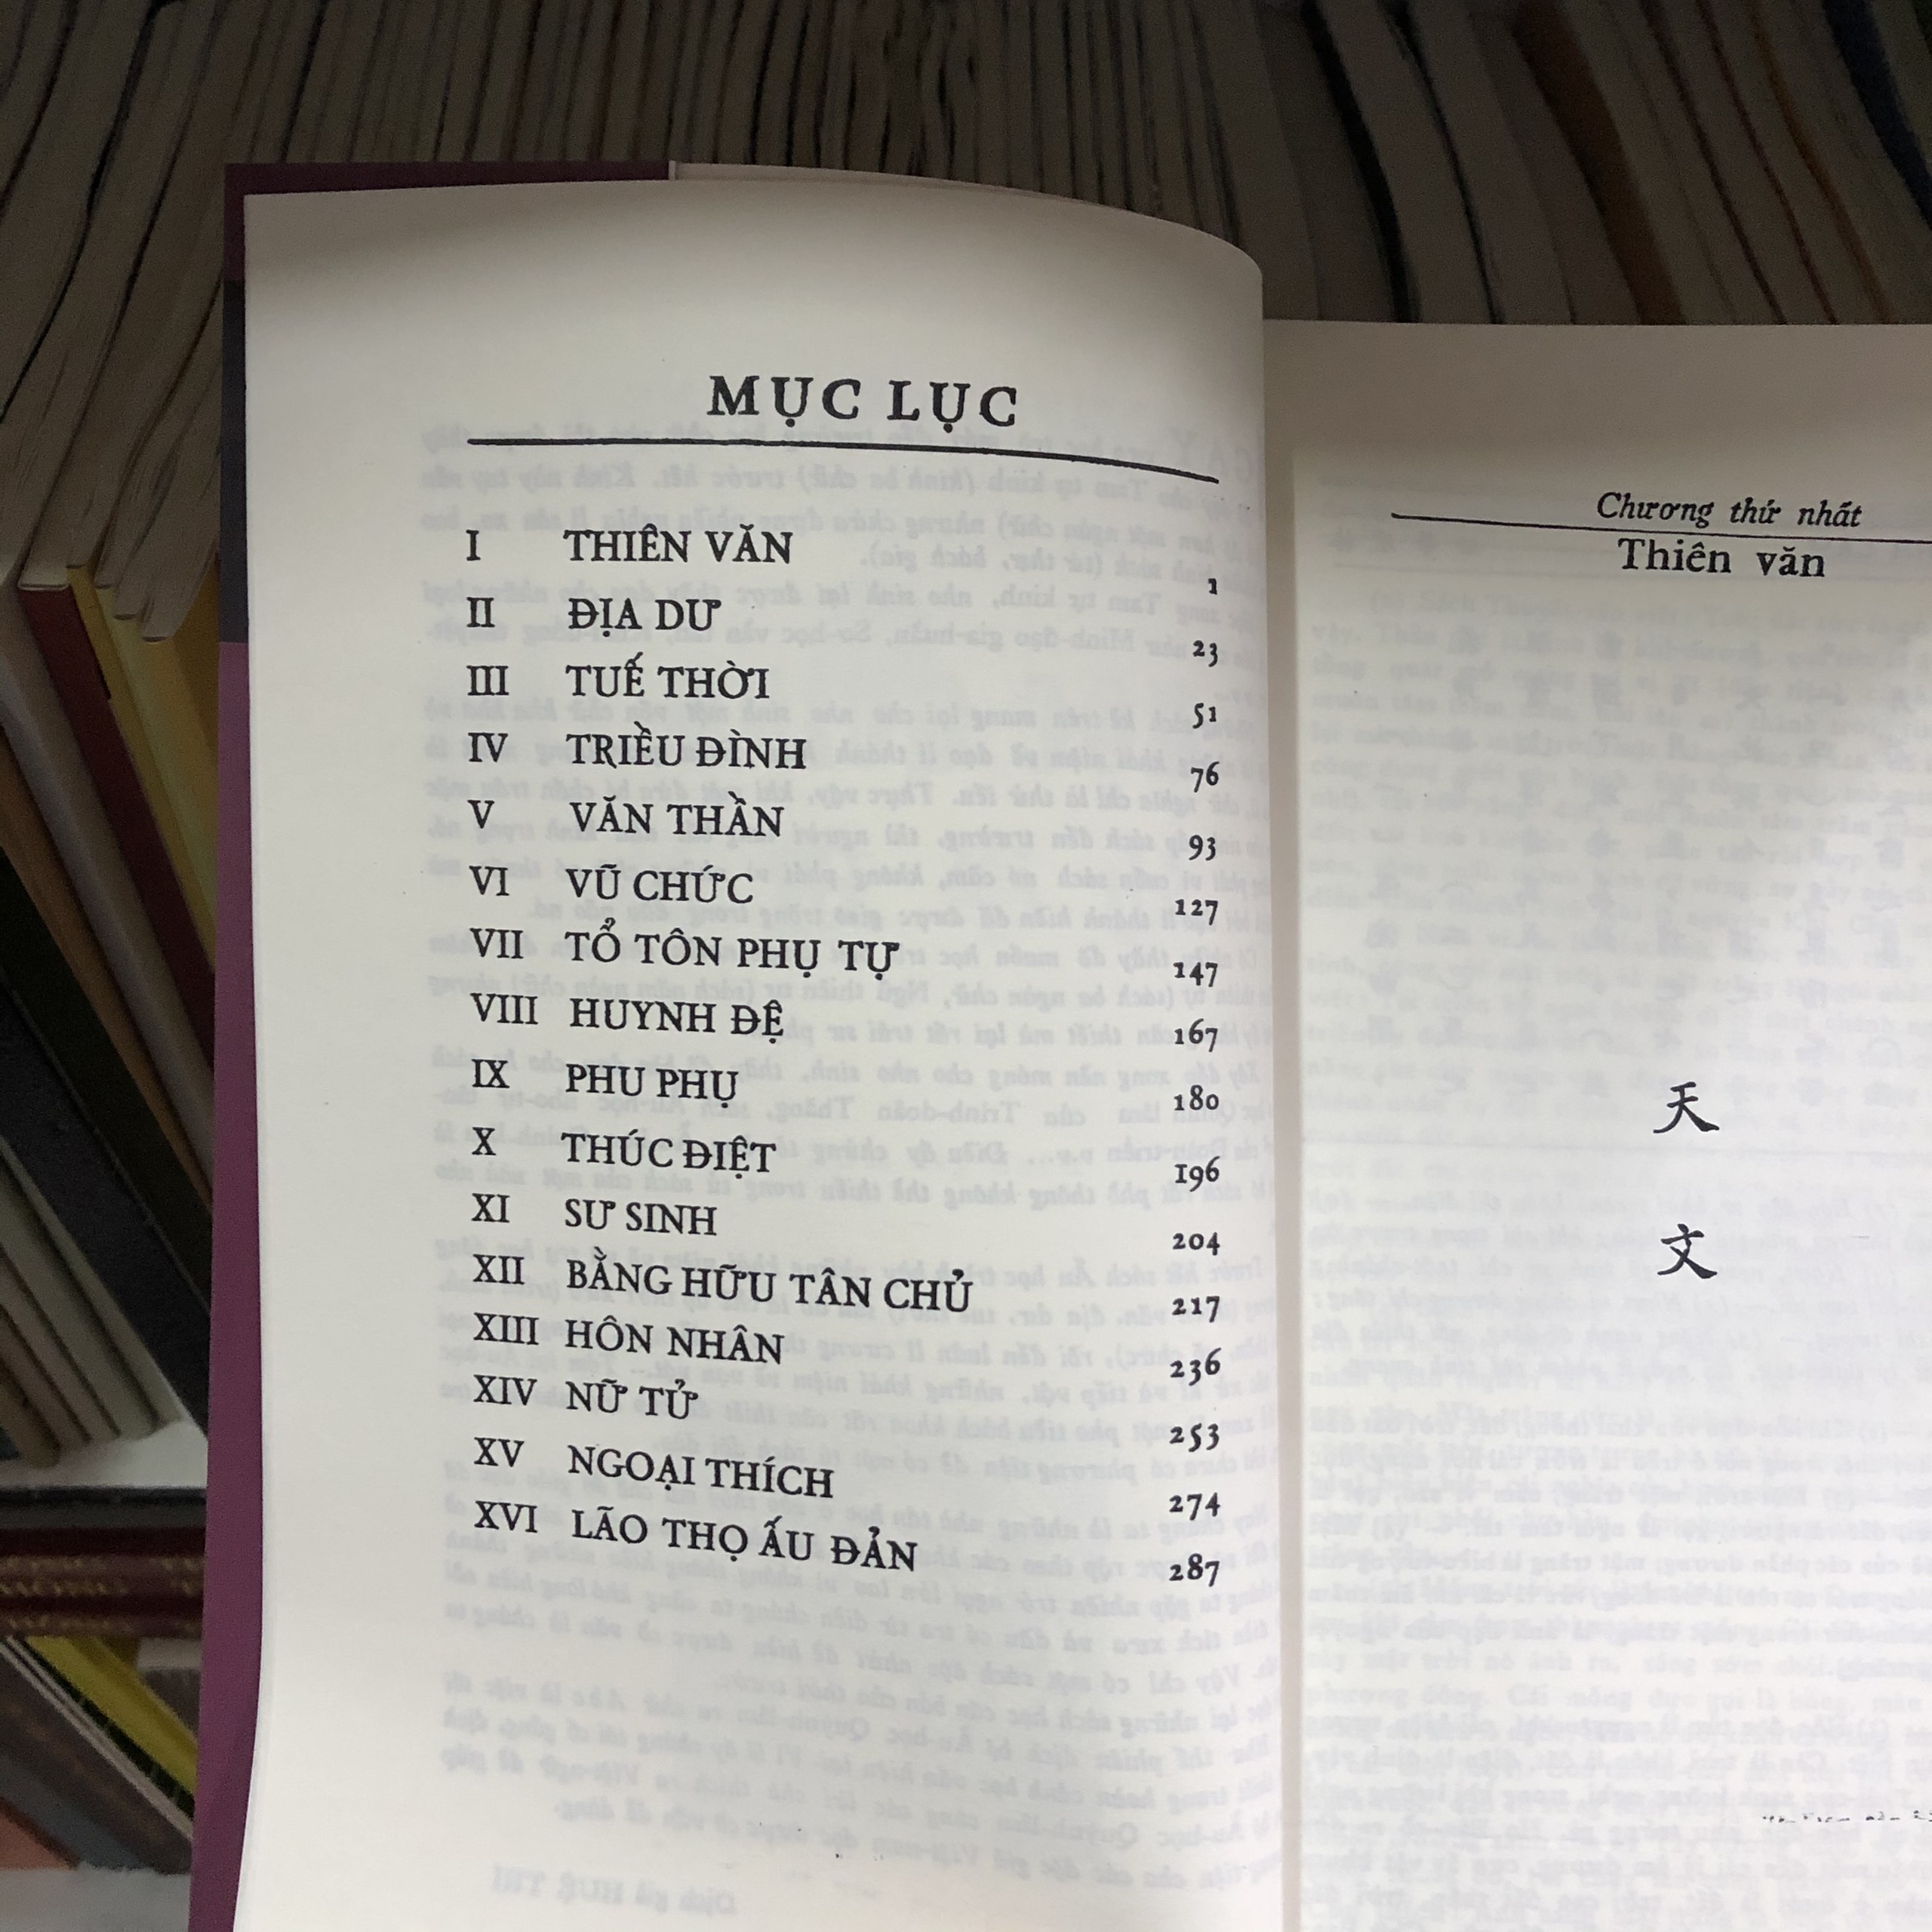 MỤC LỤC
I THIÊN VĂN 1
II ĐỊA DƯ 23
III TUẾ THỜI 51
IV TRIỀU ĐÌNH 76
V VĂN THẦN 93
VI VŨ CHỨC 127
VII TỔ TÔN PHỤ TỰ 147
VIII HUYNH ĐỆ 167
IX PHU PHỤ 180
X THÚC ĐIỆT 196
XI SƯ SINH 204
XII BẰNG HỮU TÂN CHỦ 217
XIII HÔN NHÂN 236
XIV NỮ TỬ 253
XV NGOẠI THÍCH 274
XVI LÃO THỌ ẤU ĐẢN 287
Chương thứ nhất
Thiên văn
天
文